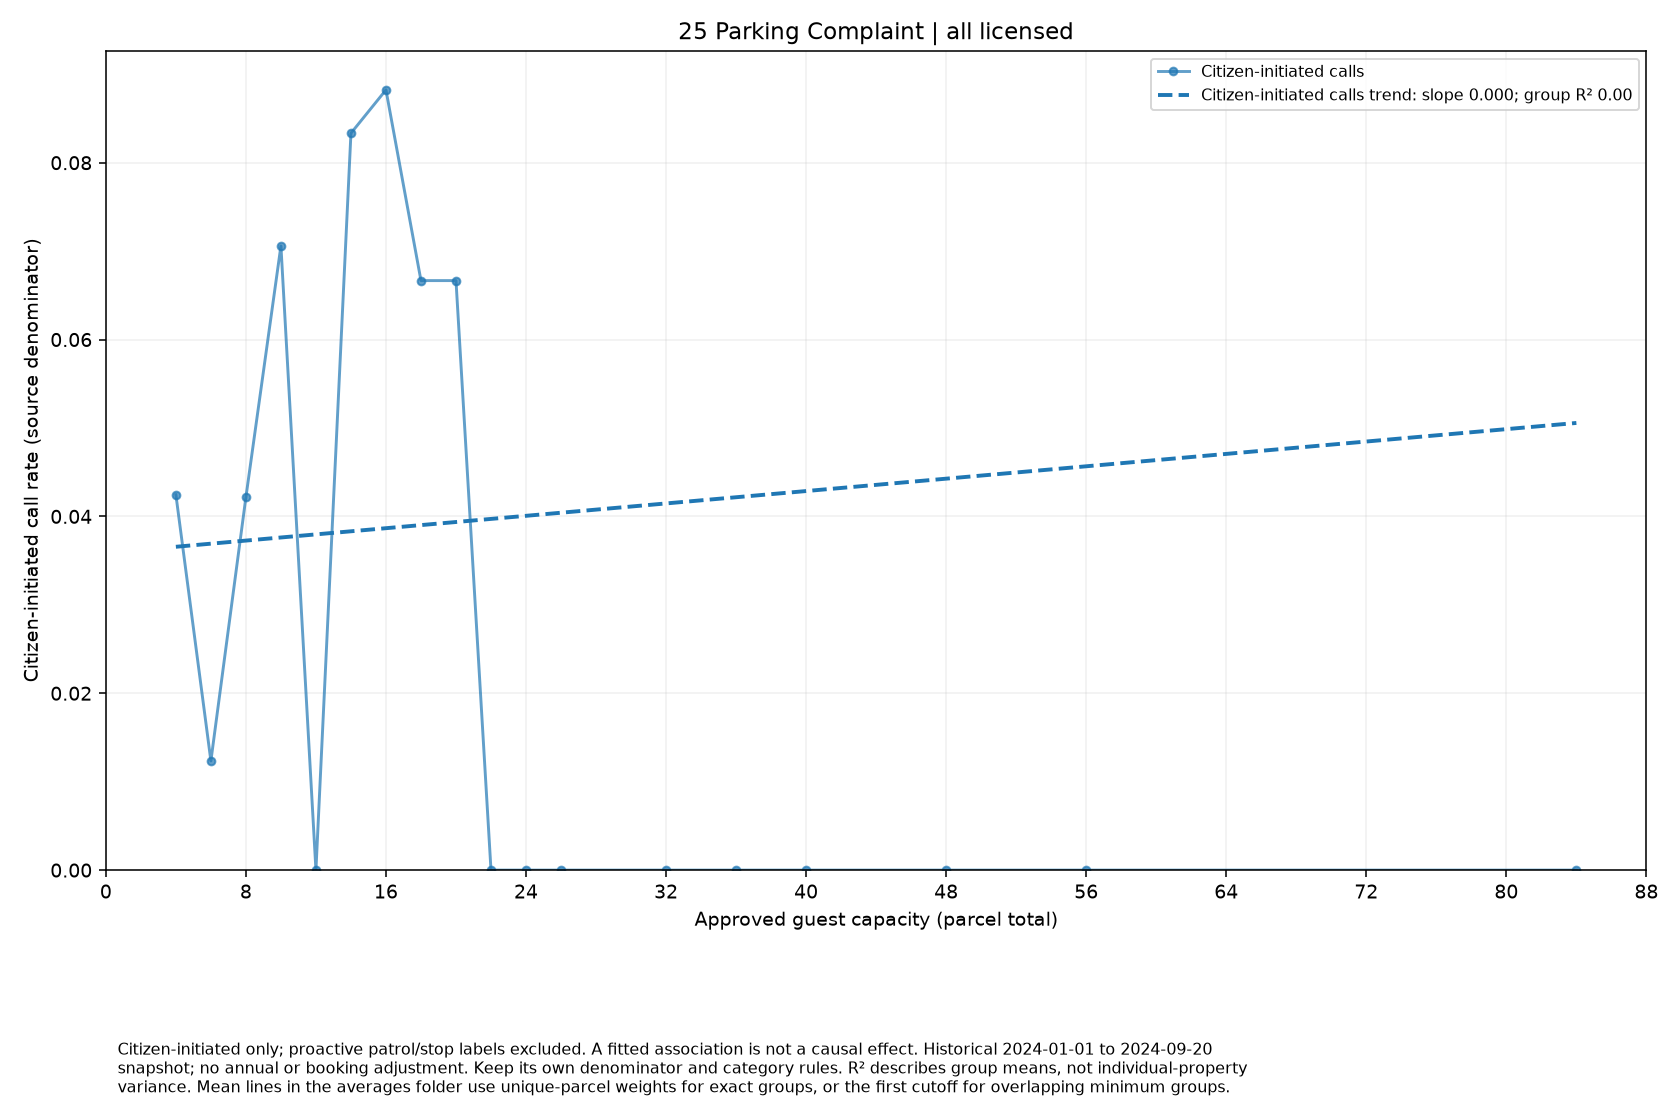 25 Parking Complaint | all licensed
Citizen-initiated calls
Citizen-initiated calls trend: slope 0.000; group R² 0.00
Citizen-initiated call rate (source denominator)
0.08
0.06
0.04
0.02
0.00
0 8 16 24 32 40 48 56 64 72 80 88
Approved guest capacity (parcel total)
Citizen-initiated only; proactive patrol/stop labels excluded. A fitted association is not a causal effect. Historical 2024-01-01 to 2024-09-20
snapshot; no annual or booking adjustment. Keep its own denominator and category rules. R² describes group means, not individual-property
variance. Mean lines in the averages folder use unique-parcel weights for exact groups, or the first cutoff for overlapping minimum groups.